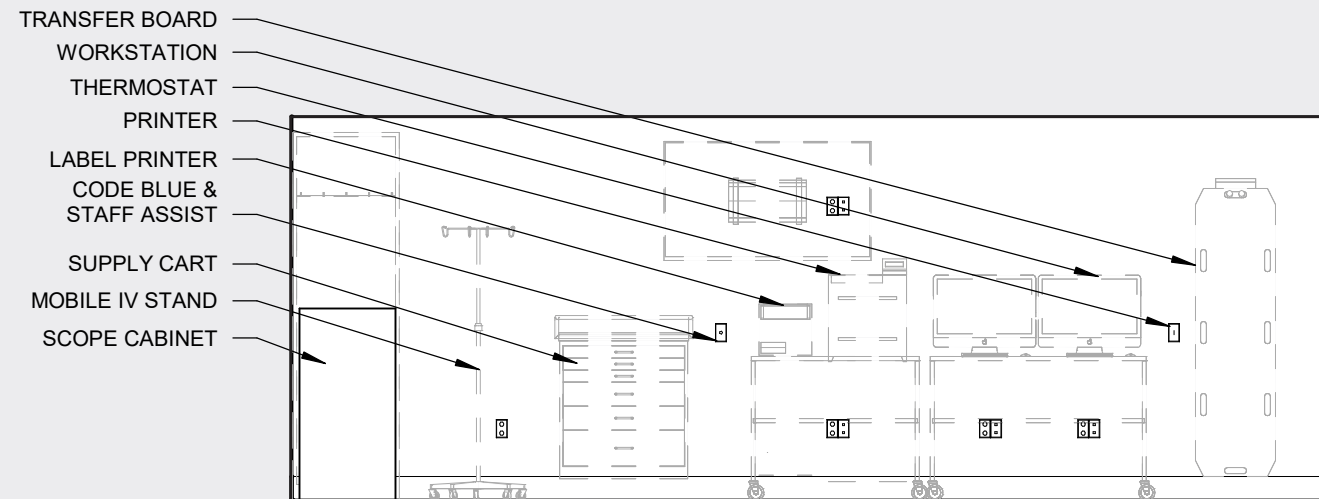 TRANSFER BOARD
WORKSTATION
THERMOSTAT
PRINTER
LABEL PRINTER
CODE BLUE &
STAFF ASSIST
SUPPLY CART
MOBILE IV STAND
SCOPE CABINET